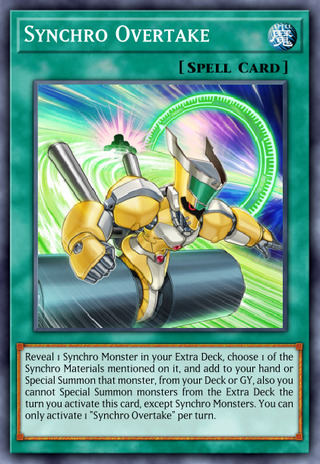 Synchro Overtake
魔
[Spell Card]
Reveal 1 Synchro Monster in your Extra Deck, choose 1 of the
Synchro Materials mentioned on it, and add to your hand or
Special Summon that monster, from your Deck or GY, also you
cannot Special Summon monsters from the Extra Deck the
turn you activate this card, except Synchro Monsters. You can
only activate 1 "Synchro Overtake" per turn.